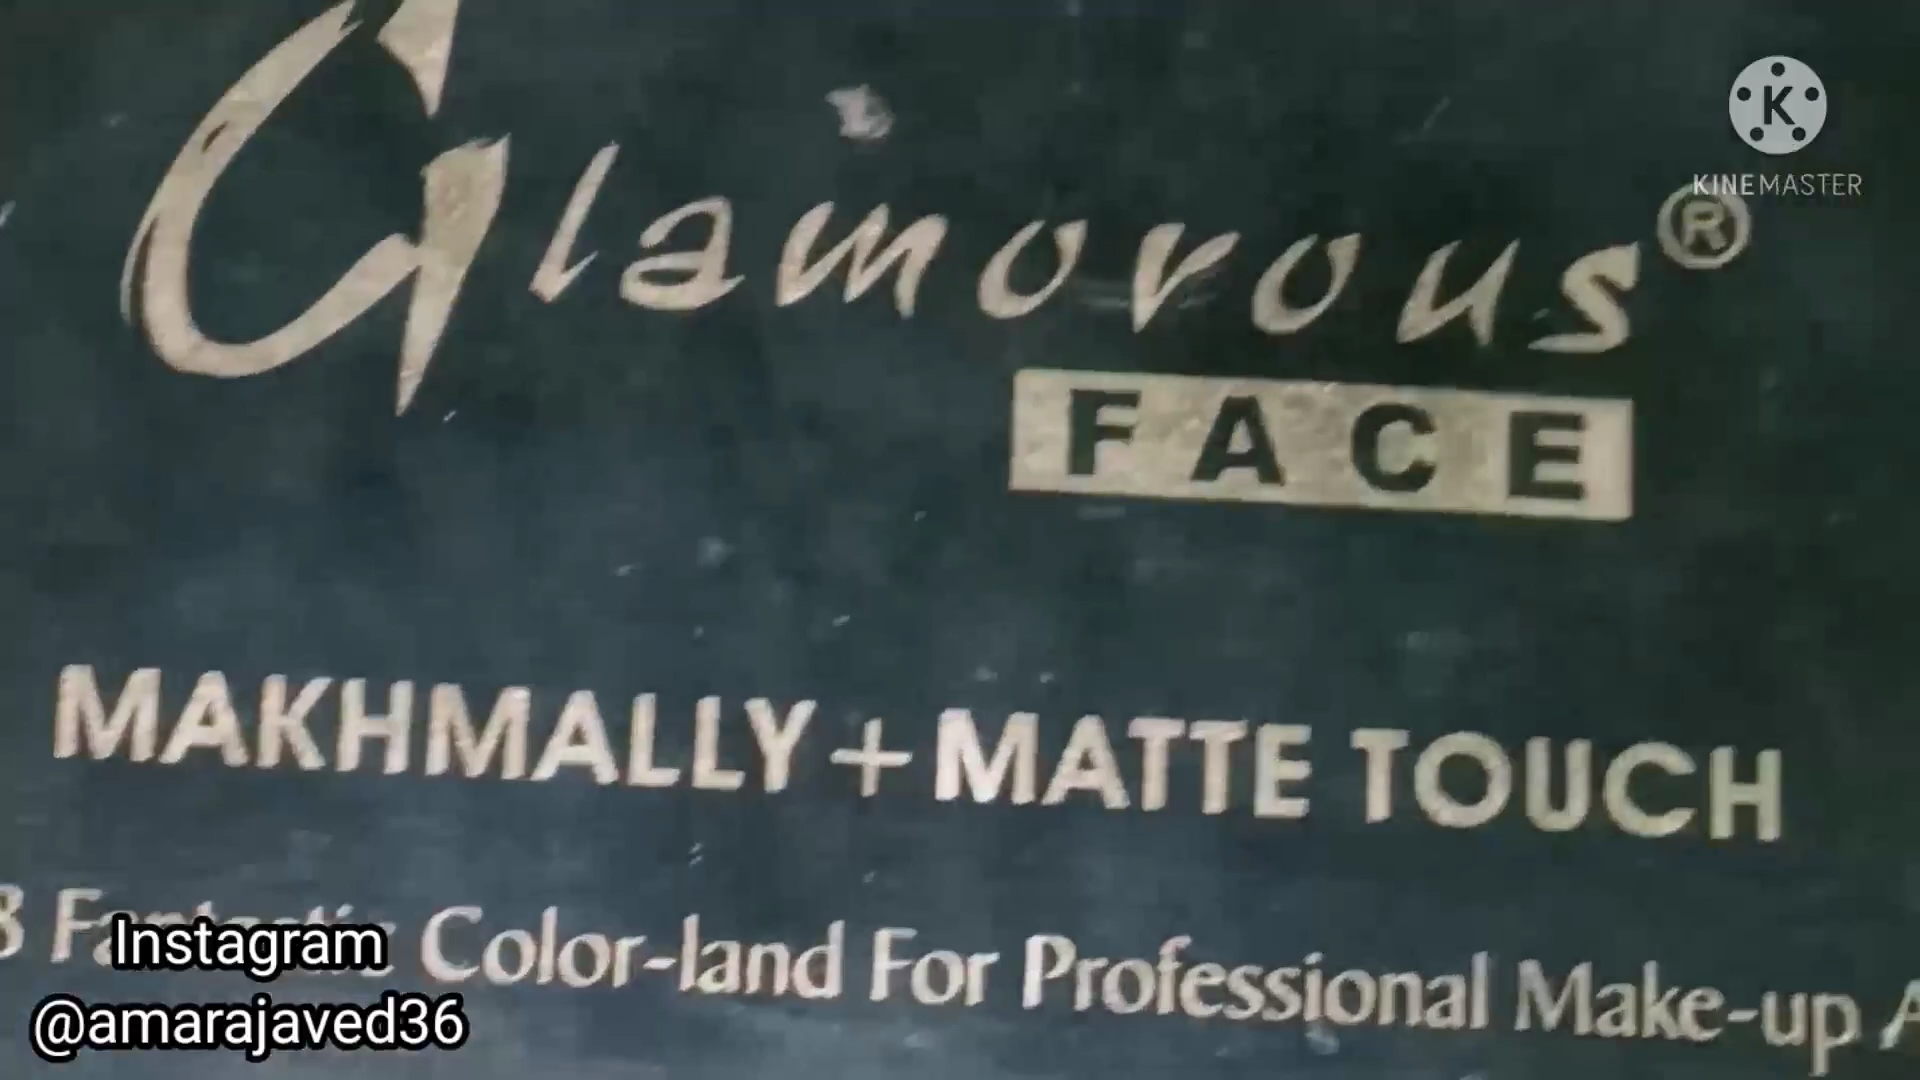 K
KINEMASTER
Glamorous®
FACE
MAKHMALLY + MATTE TOUCH
Color-land For Professional Make-up
Instagram
@amarajaved36